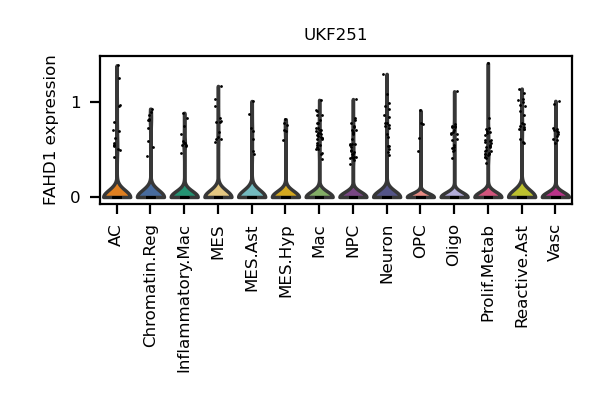 UKF251
FAHD1 expression
1
0
AC
Chromatin.Reg
Inflammatory.Mac
MES
MES.Ast
MES.Hyp
Mac
NPC
Neuron
OPC
Oligo
Prolif.Metab
Reactive.Ast
Vasc